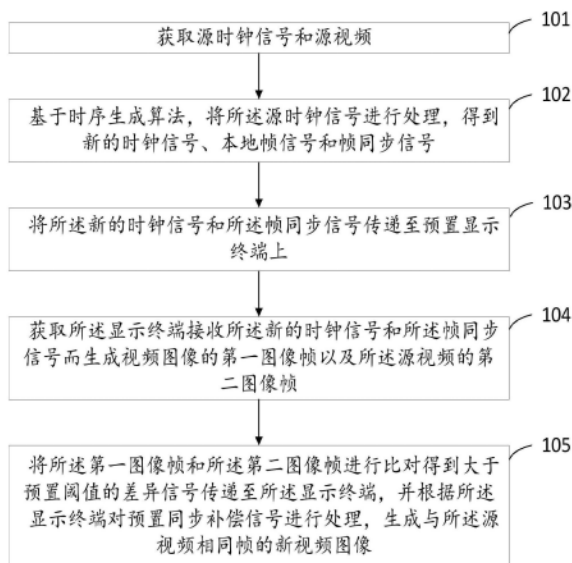 获取源时钟信号和源视频
101
基于时序生成算法，将所述源时钟信号进行处理，得到
新的时钟信号、本地帧信号和帧同步信号
102
将所述新的时钟信号和所述帧同步信号传递至预置显示
终端上
103
获取所述显示终端接收所述新的时钟信号和所述帧同步
信号而生成视频图像的第一图像帧以及所述源视频的第
二图像帧
104
将所述第一图像帧和所述第二图像帧进行比对得到大于
预置阈值的差异信号传递至所述显示终端，并根据所述
显示终端对预置同步补偿信号进行处理，生成与所述源
视频相同帧的新视频图像
105